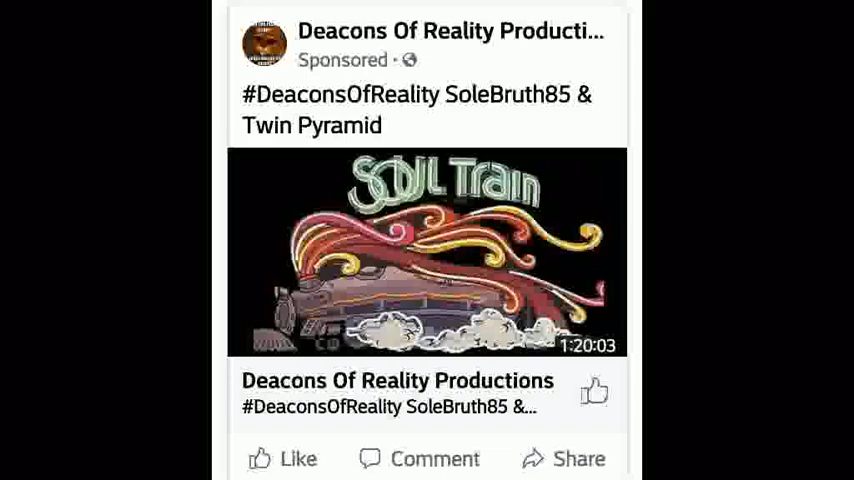 Deacons Of Reality Producti...
Sponsored ·
#DeaconsOfReality SoleBruth85 &
Twin Pyramid
SOUL Train
1:20:03
Deacons Of Reality Productions
#DeaconsOfReality SoleBruth85 &...
Like Comment Share